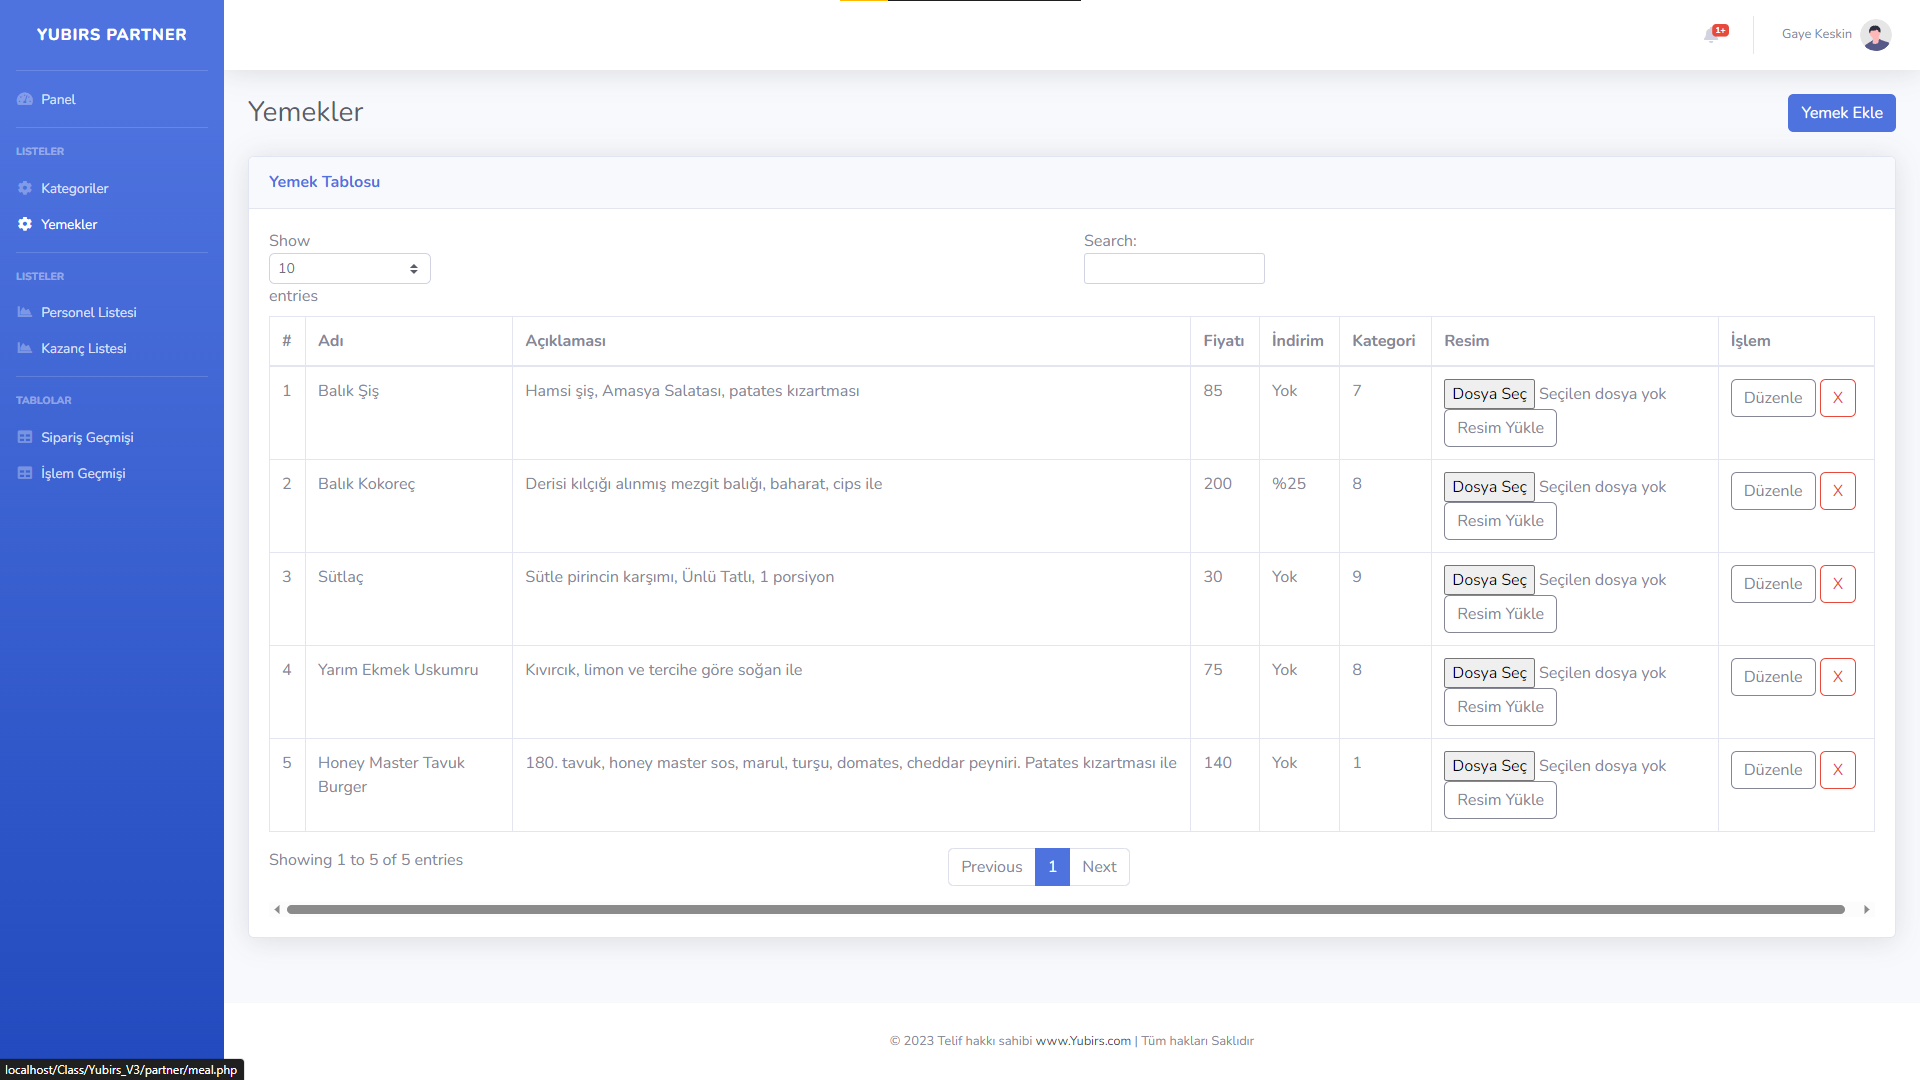 YUBIRS PARTNER
1+
Gaye Keskin
Panel
LISTELER
Kategoriler
Yemekler
LISTELER
Personel Listesi
Kazanç Listesi
TABLOLAR
Sipariş Geçmişi
İşlem Geçmişi
Yemekler
Yemek Ekle
Yemek Tablosu
Show
10
entries
Search:
# Adı Açıklaması Fiyatı İndirim Kategori Resim İşlem
1 Balık Şiş Hamsi şiş, Amasya Salatası, patates kızartması 85 Yok 7 Dosya Seç Seçilen dosya yok Düzenle X
Resim Yükle
2 Balık Kokoreç Derisi kılçığı alınmış mezgit balığı, baharat, cips ile 200 %25 8 Dosya Seç Seçilen dosya yok Düzenle X
Resim Yükle
3 Sütlaç Sütle pirincin karşımı, Ünlü Tatlı, 1 porsiyon 30 Yok 9 Dosya Seç Seçilen dosya yok Düzenle X
Resim Yükle
4 Yarım Ekmek Uskumru Kıvırcık, limon ve tercihe göre soğan ile 75 Yok 8 Dosya Seç Seçilen dosya yok Düzenle X
Resim Yükle
5 Honey Master Tavuk 180. tavuk, honey master sos, marul, turşu, domates, cheddar peyniri. Patates kızartması ile 140 Yok 1 Dosya Seç Seçilen dosya yok Düzenle X
Burger Resim Yükle
Showing 1 to 5 of 5 entries
Previous 1 Next
© 2023 Telif hakkı sahibi www.Yubirs.com | Tüm hakları Saklıdır
localhost/Class/Yubirs_V3/partner/meal.php